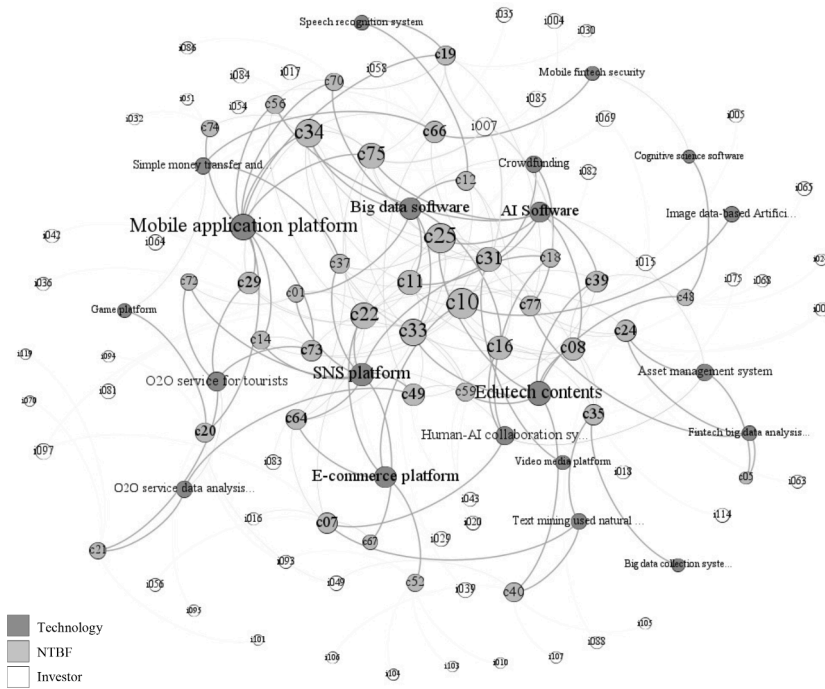 Speech recognition system
i035
i004
i030
i086
c19
i058
i084
i017
c70
Mobile fintech security
i051
i054
c56
i085
i032
c74
c34
c66
i007
i069
i005
c75
Simple money transfer and...
Crowdfunding
Cognitive science software
i082
c12
i065
Big data software
AI Software
Image data-based Artifici...
Mobile application platform
i042
i064
c25
c31
c18
i015
c37
i036
c72
c29
c11
c39
i075
i068
c01
c10
c77
c48
Game platform
c22
c33
c24
c14
c73
c16
c08
i119
i094
SNS platform
Asset management system
O2O service for tourists
i081
c49
c59
Edutech contents
c64
c35
c20
Human-AI collaboration sy...
Fintech big data analysis...
i097
i083
Video media platform
E-commerce platform
i018
c05
i063
O2O service data analysis...
i043
i016
c07
i020
Text mining used natural ...
i114
c67
i029
c21
i093
Big data collection syste...
i056
i049
c52
i039
c40
i095
i105
i101
i088
i106
i107
i104
i103
i010
Technology
NTBF
Investor